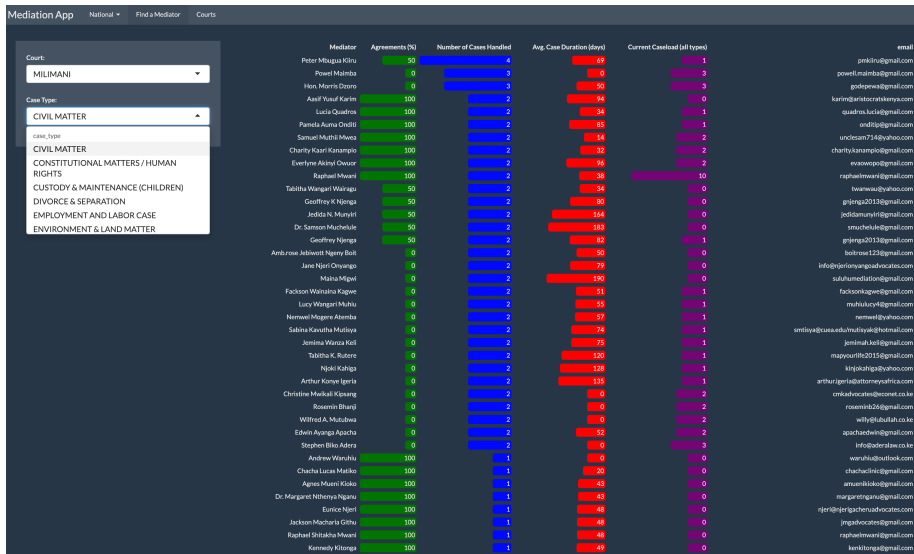 Mediation App National Find a Mediator Courts
Court:
MILIMANI
Case Type:
CIVIL MATTER
case_type
CIVIL MATTER
CONSTITUTIONAL MATTERS / HUMAN
RIGHTS
CUSTODY & MAINTENANCE (CHILDREN)
DIVORCE & SEPARATION
EMPLOYMENT AND LABOR CASE
ENVIRONMENT & LAND MATTER
Mediator Agreements (%) Number of Cases Handled Avg. Case Duration (days) Current Caseload (all types) email
Peter Mbugua Kiiru 50 4 69 1 pmkiiru@gmail.com
Powel Maimba 0 3 0 3 powell.maimba@gmail.com
Hon. Morris Dzoro 0 3 50 3 godepewa@gmail.com
Aasif Yusuf Karim 100 2 94 0 karim@aristocratskenya.com
Lucia Quadros 100 2 34 1 quadros.lucia@gmail.com
Pamela Auma Onditi 100 2 85 1 onditip@gmail.com
Samuel Muthii Mwea 100 2 14 2 unclesam714@yahoo.com
Charity Kaari Kanampio 100 2 32 2 charity.kanampio@gmail.com
Everlyne Akinyi Owuor 100 2 96 2 evaowopo@gmail.com
Raphael Mwani 100 2 38 10 raphaelmwani@gmail.com
Tabitha Wangari Wairagu 50 2 34 0 twanwau@yahoo.com
Geoffrey K Njenga 50 2 80 0 gnjenga2013@gmail.com
Jedida N. Munyiri 50 2 164 0 jedidamunyiri@gmail.com
Dr. Samson Muchelule 50 2 183 0 smuchelule@gmail.com
Geoffrey Njenga 50 2 82 1 gnjenga2013@gmail.com
Amb.rose Jebiwott Ngeny Boit 0 2 50 0 boitrose123@gmail.com
Jane Njeri Onyango 0 2 79 0 info@njerionyangoadvocates.com
Maina Migwi 0 2 190 0 suluhumediation@gmail.com
Fackson Wainaina Kagwe 0 2 51 1 facksonkagwe@gmail.com
Lucy Wangari Muhiu 0 2 55 1 muhiulucy4@gmail.com
Nemwel Mogere Atemba 0 2 57 1 nemwel@yahoo.com
Sabina Kavutha Mutisya 0 2 74 1 smtisya@cuea.edu/mutisyak@hotmail.com
Jemima Wanza Keli 0 2 75 1 jemimah.keli@gmail.com
Tabitha K. Rutere 0 2 120 1 mapyourlife2015@gmail.com
Njoki Kahiga 0 2 128 1 kinjokahiga@yahoo.com
Arthur Konye Igeria 0 2 135 1 arthur.igeria@attorneysafrica.com
Christine Mwikali Kipsang 0 2 0 2 cmkadvocates@econet.co.ke
Rosemin Bhanji 0 2 0 2 roseminb26@gmail.com
Wilfred A. Mutubwa 0 2 0 2 willy@lubullah.co.ke
Edwin Ayanga Apacha 0 2 52 2 apachaedwin@gmail.com
Stephen Biko Adera 0 2 0 3 info@aderalaw.co.ke
Andrew Waruhiu 100 1 0 0 waruhiu@outlook.com
Chacha Lucas Matiko 100 1 20 0 chachaclinic@gmail.com
Agnes Mueni Kioko 100 1 43 0 amuenikioko@gmail.com
Dr. Margaret Nthenya Nganu 100 1 43 0 margaretnganu@gmail.com
Eunice Njeri 100 1 48 0 njeri@njerigacheruadvocates.com
Jackson Macharia Githu 100 1 48 0 jmgadvocates@gmail.com
Raphael Shitakha Mwani 100 1 48 0 raphaelmwani@gmail.com
Kennedy Kitonga 100 1 49 0 kenkitonga@gmail.com